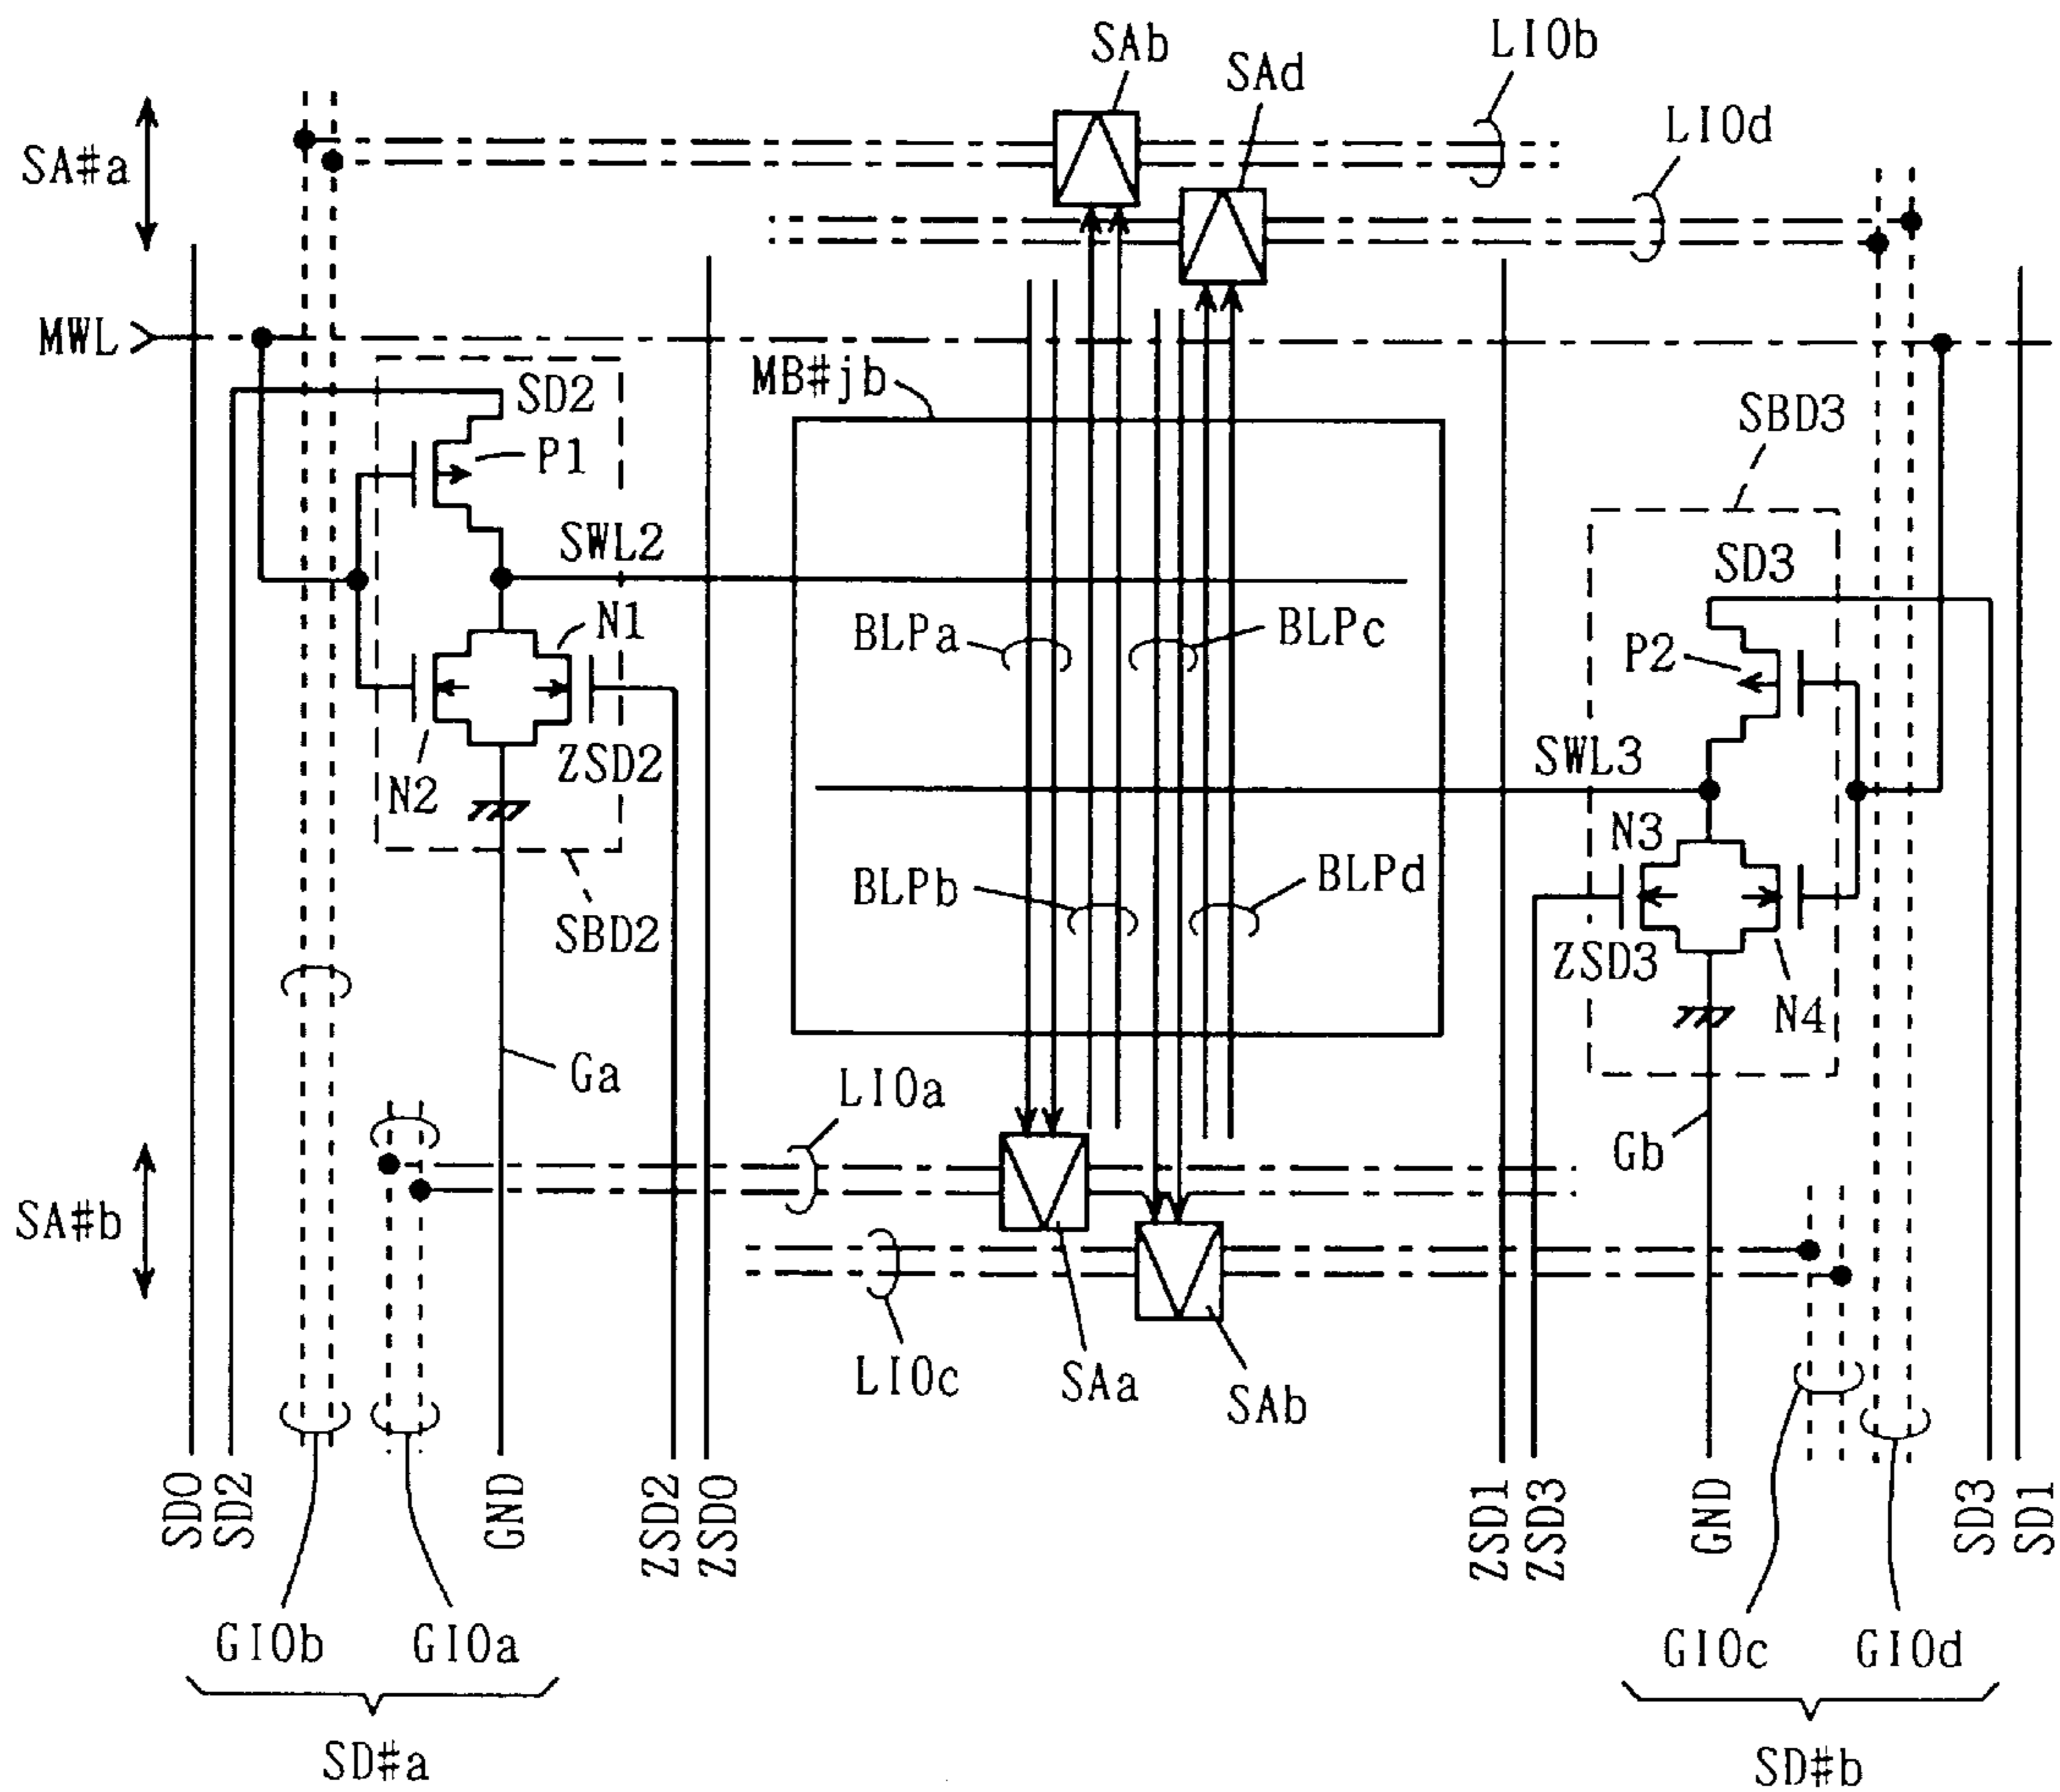 SAb
LIOb
SAd
LIOd
SA#a
MWL
MB#jb
SD2
SBD3
P1
SWL2
SD3
N1
BLPa
BLPc
P2
ZSD2
SWL3
N2
N3
BLPb
BLPd
SBD2
ZSD3
N4
Ga
LIOa
Gb
SA#b
LIOc
SAa
SAb
SD0
SD2
GND
ZSD2
ZSD0
ZSD1
ZSD3
GND
SD3
SD1
GIOb
GIOa
GIOc
GIOd
SD#a
SD#b